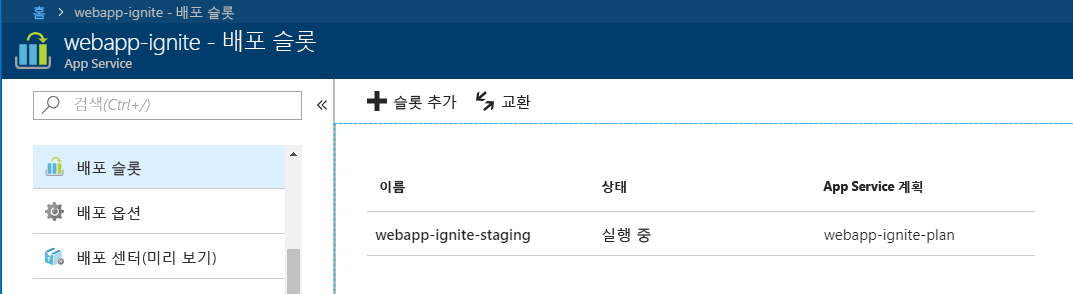 홈 > webapp-ignite - 배포 슬롯
webapp-ignite - 배포 슬롯
App Service
검색(Ctrl+/)
«
배포 슬롯
배포 옵션
배포 센터(미리 보기)
슬롯 추가 교환
이름 상태 App Service 계획
webapp-ignite-staging 실행 중 webapp-ignite-plan